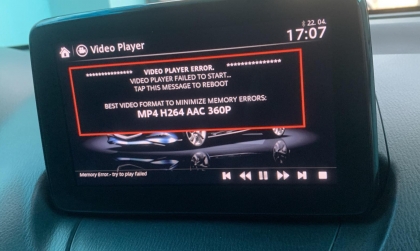 22. 04.
17:07
Video Player
*************** VIDEO PLAYER ERROR. ***************
VIDEO PLAYER FAILED TO START...
TAP THIS MESSAGE TO REBOOT
BEST VIDEO FORMAT TO MINIMIZE MEMORY ERRORS:
MP4 H264 AAC 360P
Memory Error - try to play failed